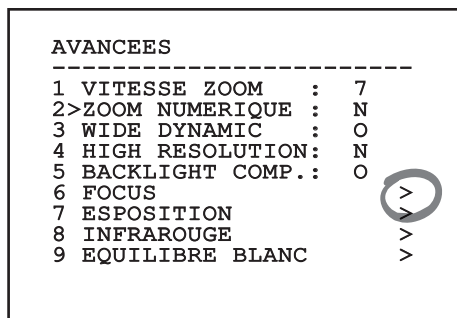 AVANCEES
-------------------------
1 VITESSE ZOOM   :  7
2>ZOOM NUMERIQUE :  N
3 WIDE DYNAMIC   :  O
4 HIGH RESOLUTION:  N
5 BACKLIGHT COMP.:  O
6 FOCUS                >
7 ESPOSITION           >
8 INFRAROUGE           >
9 EQUILIBRE BLANC      >